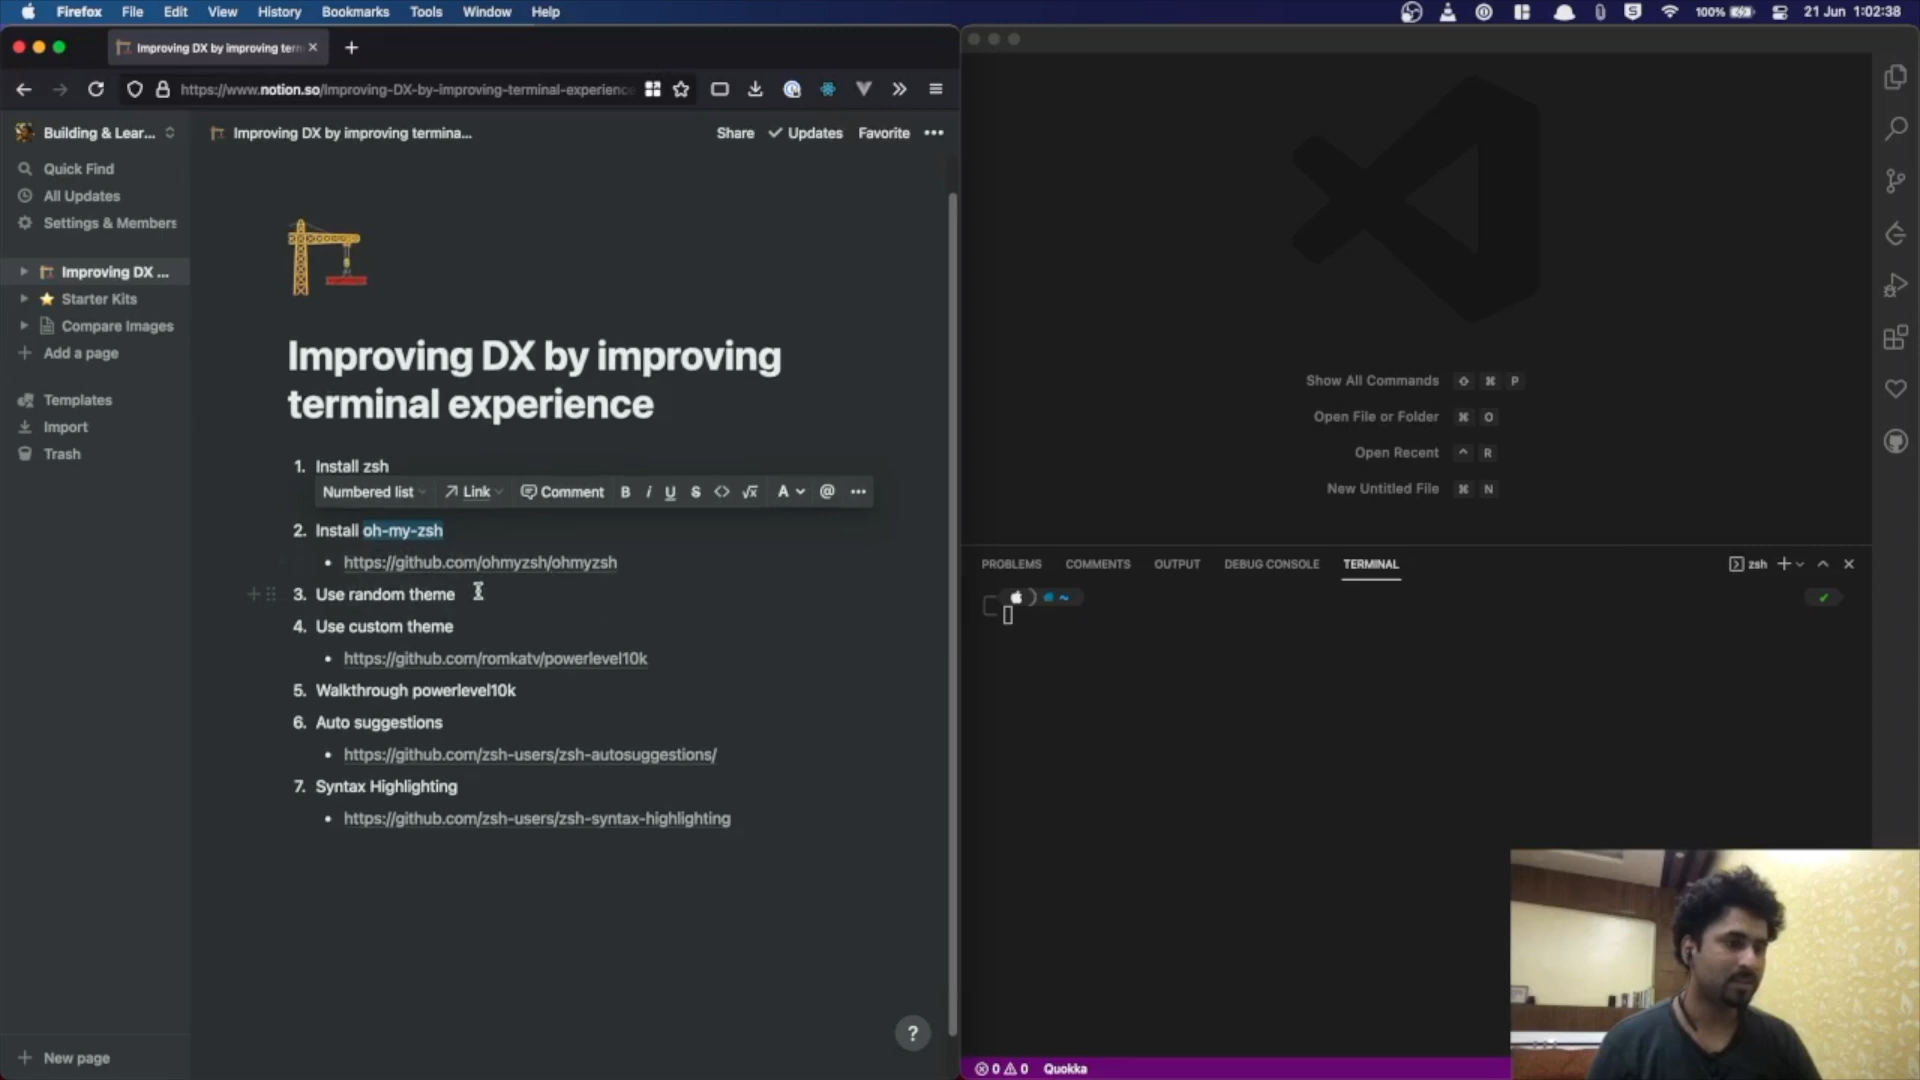 Firefox File Edit View History Bookmarks Tools Window Help
100% 21 Jun 1:02:38
Improving DX by improving tern
https://www.notion.so/Improving-DX-by-improving-terminal-experience
Building & Lear...
Improving DX by improving termina...
Share Updates Favorite
Quick Find
All Updates
Settings & Members
Improving DX ...
Starter Kits
Compare Images
Add a page
Templates
Import
Trash
New page
Improving DX by improving
terminal experience
1. Install zsh
Numbered list Link Comment B i U S <> √x A @ •••
2. Install oh-my-zsh
• https://github.com/ohmyzsh/ohmyzsh
3. Use random theme
4. Use custom theme
• https://github.com/romkatv/powerlevel10k
5. Walkthrough powerlevel10k
6. Auto suggestions
• https://github.com/zsh-users/zsh-autosuggestions/
7. Syntax Highlighting
• https://github.com/zsh-users/zsh-syntax-highlighting
?
Show All Commands ⇧ ⌘ P
Open File or Folder ⌘ O
Open Recent ^ R
New Untitled File ⌘ N
PROBLEMS COMMENTS OUTPUT DEBUG CONSOLE TERMINAL
zsh
~
0 0 Quokka